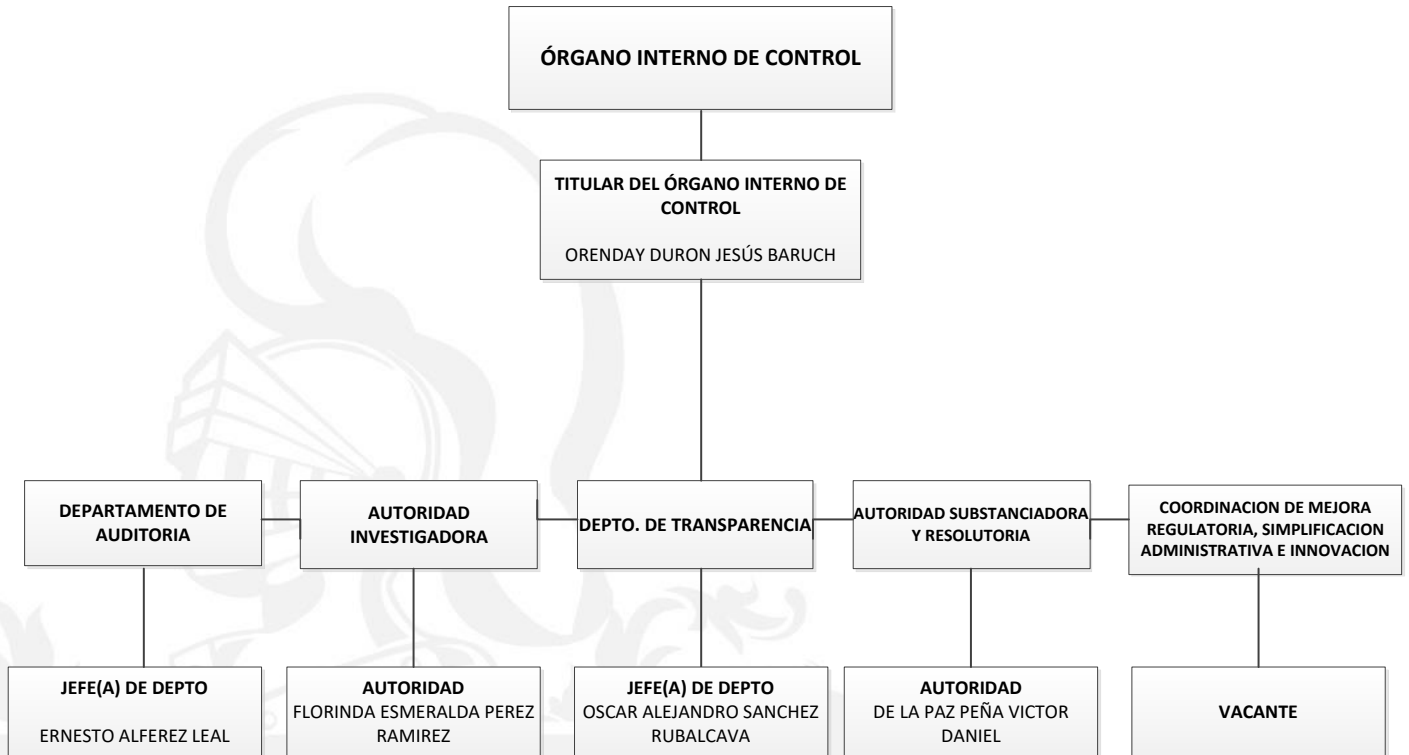 ÓRGANO INTERNO DE CONTROL
TITULAR DEL ÓRGANO INTERNO DE
CONTROL
ORENDAY DURON JESÚS BARUCH
DEPARTAMENTO DE
AUDITORIA
AUTORIDAD
INVESTIGADORA
DEPTO. DE TRANSPARENCIA
AUTORIDAD SUBSTANCIADORA
Y RESOLUTORIA
COORDINACION DE MEJORA
REGULATORIA, SIMPLIFICACION
ADMINISTRATIVA E INNOVACION
JEFE(A) DE DEPTO
ERNESTO ALFEREZ LEAL
AUTORIDAD
FLORINDA ESMERALDA PEREZ
RAMIREZ
JEFE(A) DE DEPTO
OSCAR ALEJANDRO SANCHEZ
RUBALCAVA
AUTORIDAD
DE LA PAZ PEÑA VICTOR
DANIEL
VACANTE